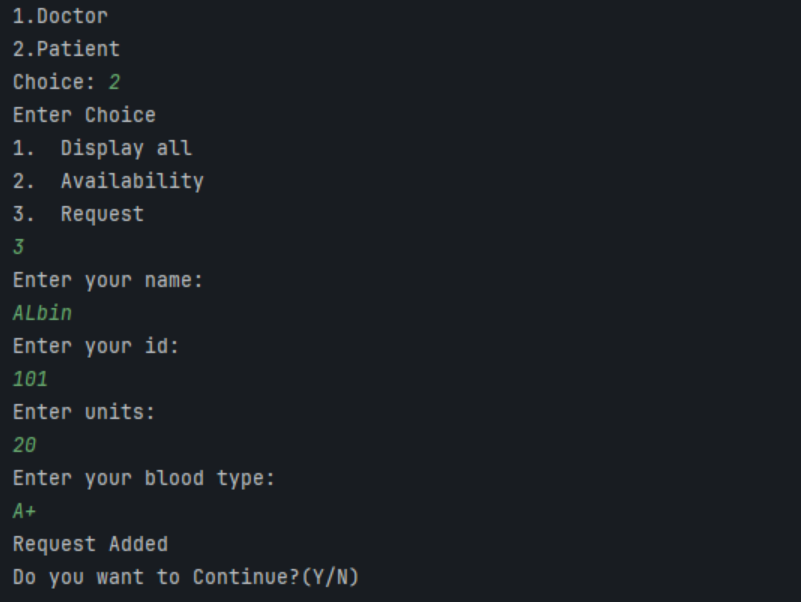 1.Doctor
2.Patient
Choice: 2
Enter Choice
1.  Display all
2.  Availability
3.  Request
3
Enter your name:
ALbin
Enter your id:
101
Enter units:
20
Enter your blood type:
A+
Request Added
Do you want to Continue?(Y/N)